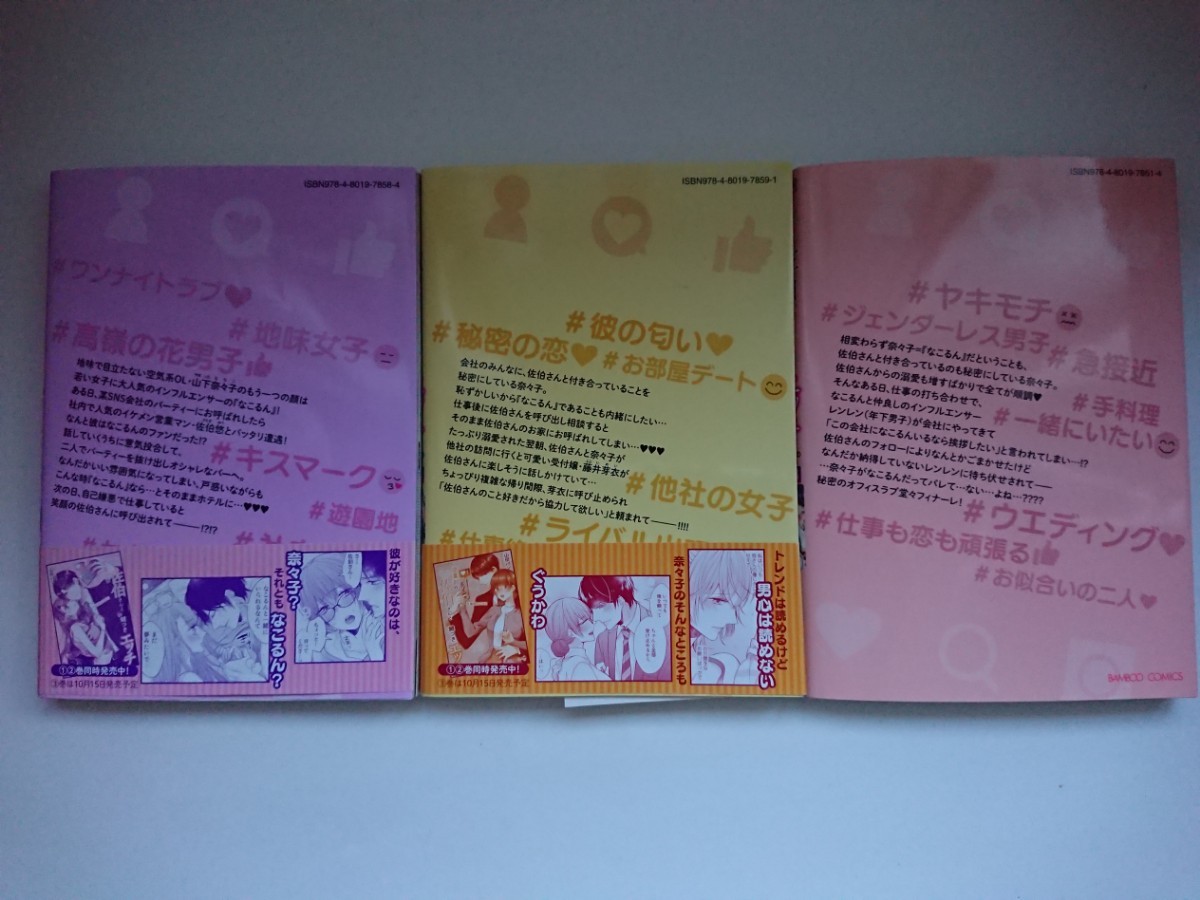 ISBN978-4-8019-7858-4
#ワンナイトラブ
#地味女子
#高嶺の花男子
地味で目立たない空気系OL・山下奈々子のもう一つの顔は
若い女子に大人気のインフルエンサーの『なこるん』!
ある日、某SNS会社のパーティーにお呼ばれしたら
社内で人気のイケメン営業マン・佐伯悠とバッタリ遭遇!
なんと彼はなこるんのファンだった!?
話していくうちに意気投合して、
二人でパーティーを抜け出しオシャレなバーへ。
なんだかいい雰囲気になってしまい、戸惑いながらも
こんな時『なこるん』なら…とそのままホテルに…♥♥♥
次の日、自己嫌悪で仕事していると
笑顔の佐伯さんに呼び出されて―――!?!?
#キスマーク
#遊園地
彼が好きなのは、
奈々子?
それとも なこるん?
①②巻同時発売中!
③巻は10月15日発売予定
ISBN978-4-8019-7859-1
#彼の匂い♥
#秘密の恋♥
#お部屋デート
会社のみんなに、佐伯さんと付き合っていることを
秘密にしている奈々子。
恥ずかしいから『なこるん』であることも内緒にしたい…
仕事後に佐伯さんを呼び出し相談すると
そのまま佐伯さんのお家にお呼ばれしてしまい…♥♥♥
たっぷり溺愛された翌朝、佐伯さんと奈々子が
他社の訪問に行くと可愛い受付嬢・藤井芽衣が
佐伯さんに楽しそうに話しかけていて…
ちょっぴり複雑な帰り間際、芽衣に呼び止められ
「佐伯さんのこと好きだから協力して欲しい」と頼まれて―――!!!!
#他社の女子
#ライバル
トレンドは読めるけど
男心は読めない
奈々子のそんなところも
ぐうかわ
①②巻同時発売中!
③巻は10月15日発売予定
ISBN978-4-8019-7951-4
#ヤキモチ
#ジェンダーレス男子
#急接近
相変わらず奈々子=『なこるん』だということも、
佐伯さんと付き合っているのも秘密にしている奈々子。
佐伯さんからの溺愛も増すばかりで全てが順調♥
そんなある日、仕事の打ち合わせで、
なこるんと仲良しのインフルエンサー
レンレン(年下男子)が会社にやってきて
「この会社になこるんいるなら挨拶したい」と言われてしまい…!?
佐伯さんのフォローによりなんとかごまかせたけど
なんだか納得していないレンレンに待ち伏せされて――
…奈々子がなこるんだってバレて…ない…よね…????
秘密のオフィスラブ堂々フィナーレ!
#手料理
#一緒にいたい
#ウエディング♥
#仕事も恋も頑張る
#お似合いの二人♥
BAMBOO COMICS